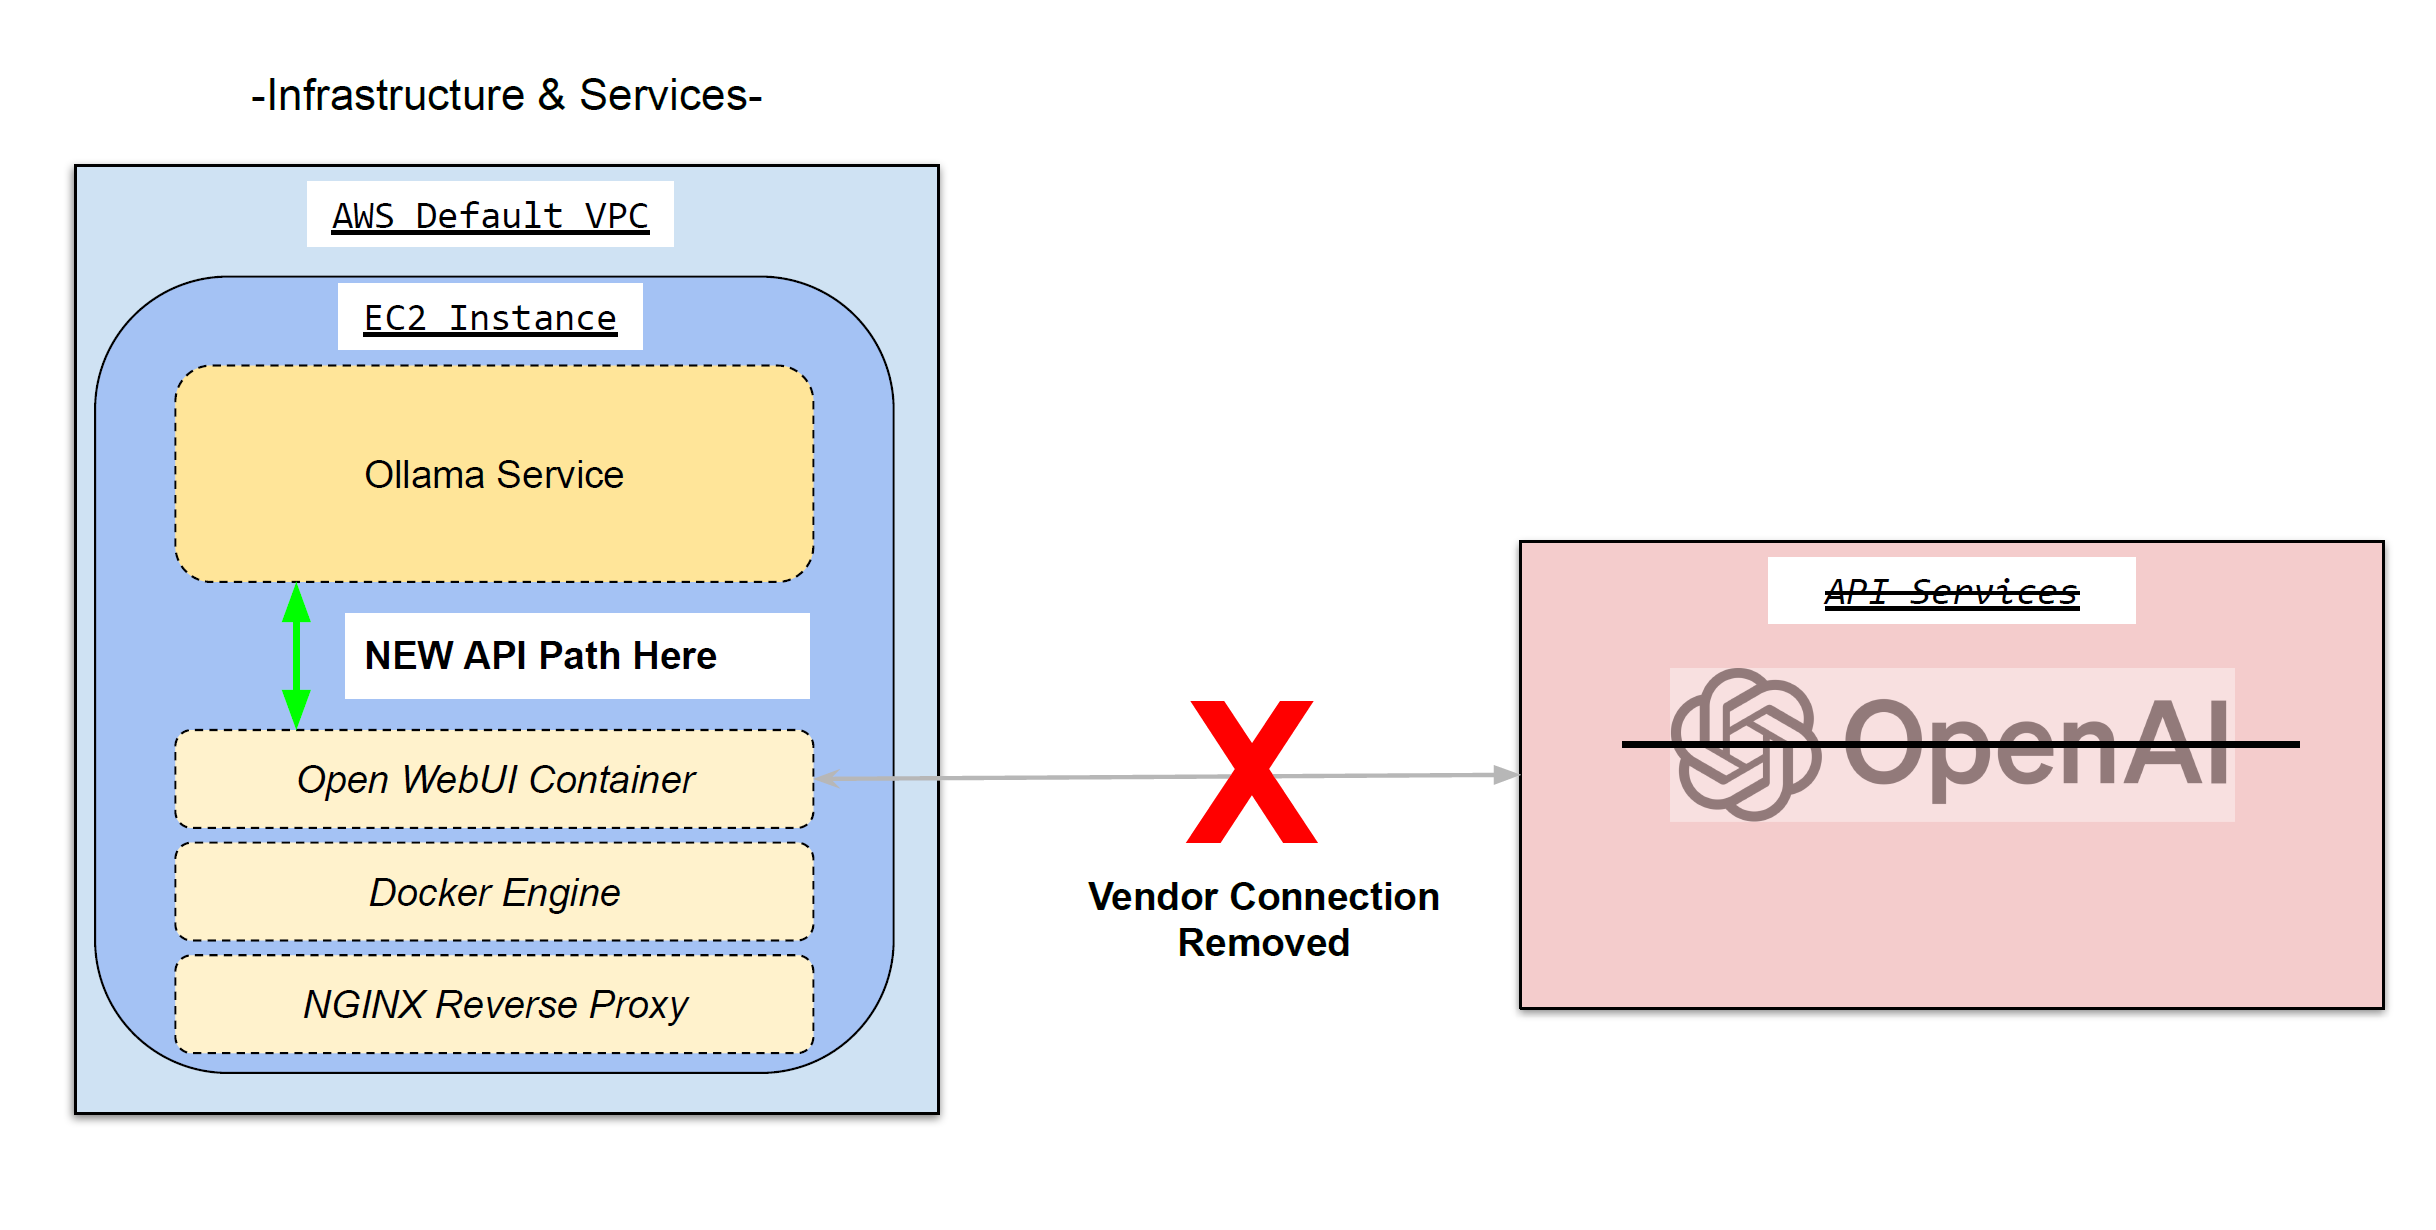 -Infrastructure & Services-
AWS Default VPC
EC2 Instance
Ollama Service
NEW API Path Here
Open WebUI Container
Docker Engine
NGINX Reverse Proxy
X
Vendor Connection
Removed
API Services
OpenAI